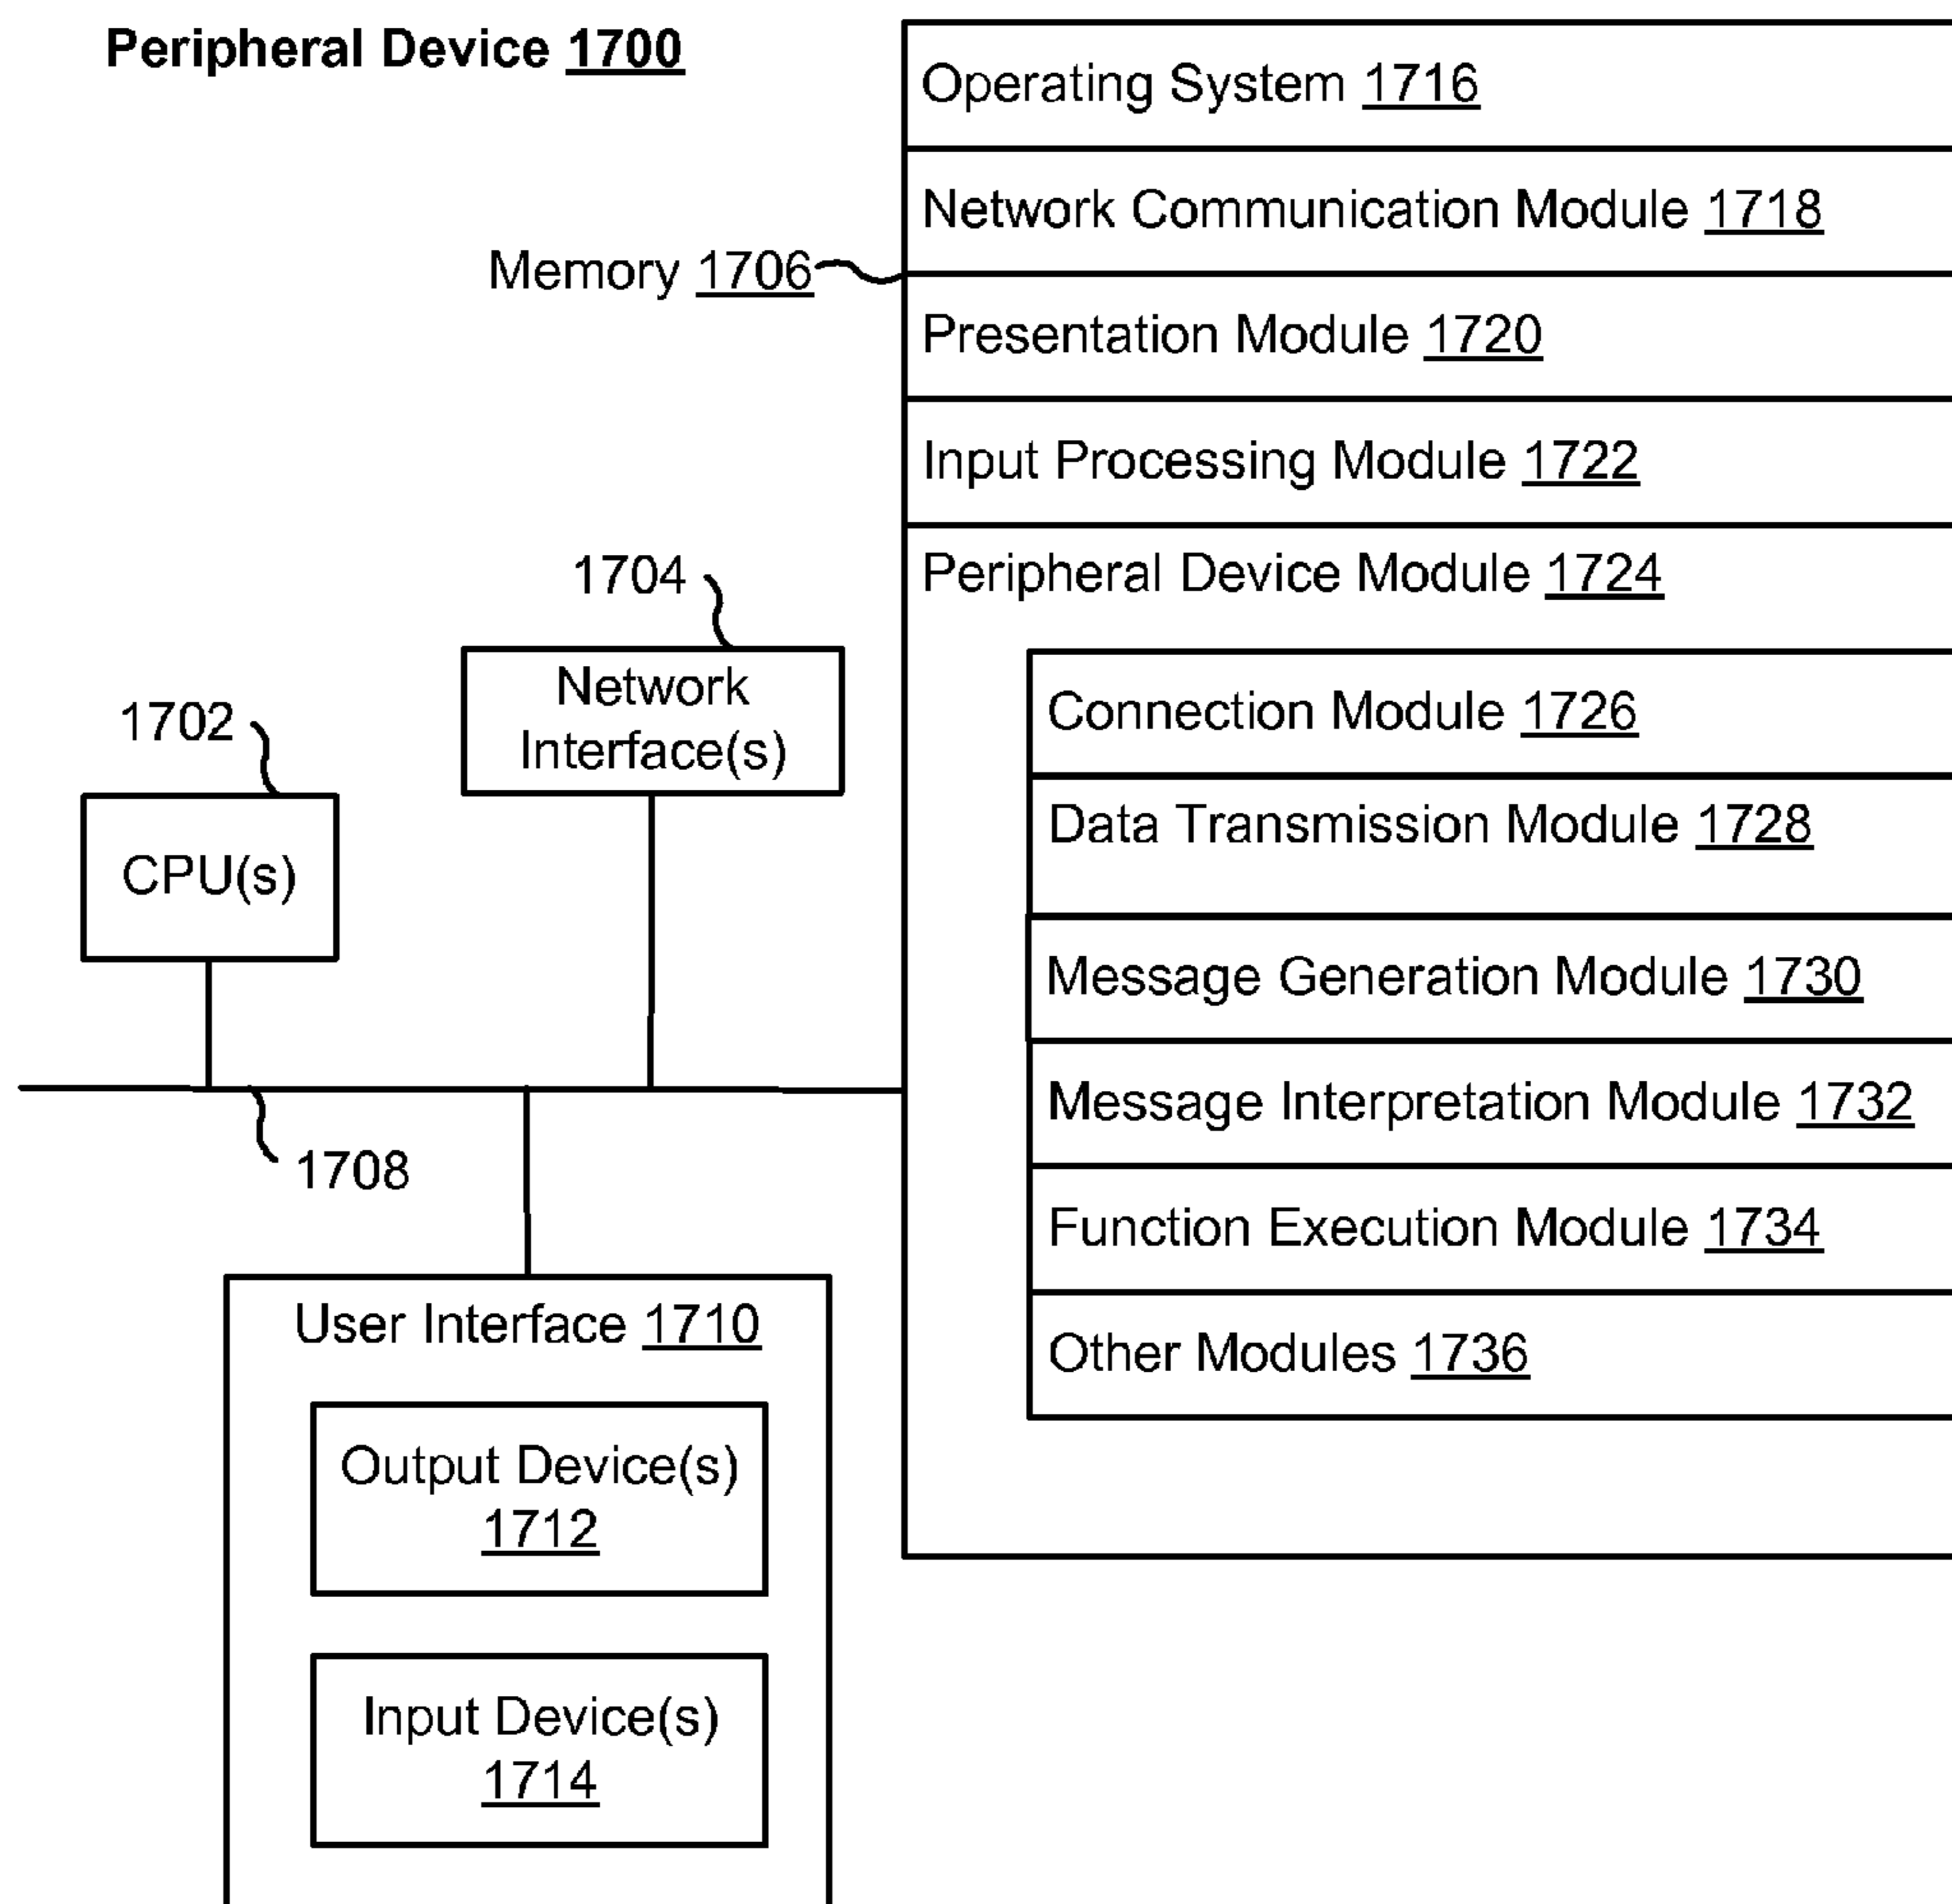 Peripheral Device 1700
Operating System 1716
Network Communication Module 1718
Memory 1706
Presentation Module 1720
Input Processing Module 1722
Peripheral Device Module 1724
1704
Network
Interface(s)
Connection Module 1726
1702
CPU(s)
Data Transmission Module 1728
Message Generation Module 1730
Message Interpretation Module 1732
1708
Function Execution Module 1734
User Interface 1710
Other Modules 1736
Output Device(s)
1712
Input Device(s)
1714